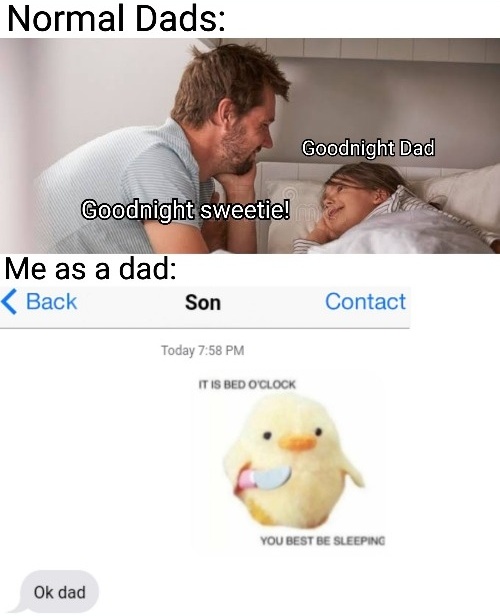 Normal Dads:
Goodnight Dad
Goodnight sweetie!
Me as a dad:
Back Son Contact
Today 7:58 PM
IT IS BED O'CLOCK
YOU BEST BE SLEEPING
Ok dad